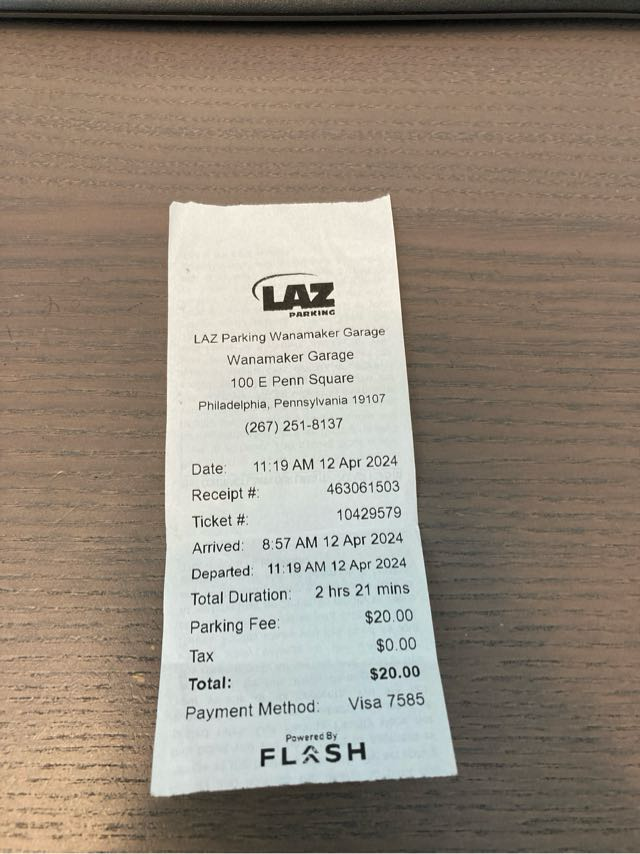 LAZ
PARKING
LAZ Parking Wanamaker Garage
Wanamaker Garage
100 E Penn Square
Philadelphia, Pennsylvania 19107
(267) 251-8137
Date: 11:19 AM 12 Apr 2024
Receipt #: 463061503
Ticket #: 10429579
Arrived: 8:57 AM 12 Apr 2024
Departed: 11:19 AM 12 Apr 2024
Total Duration: 2 hrs 21 mins
Parking Fee: $20.00
Tax $0.00
Total: $20.00
Payment Method: Visa 7585
Powered By
FLASH